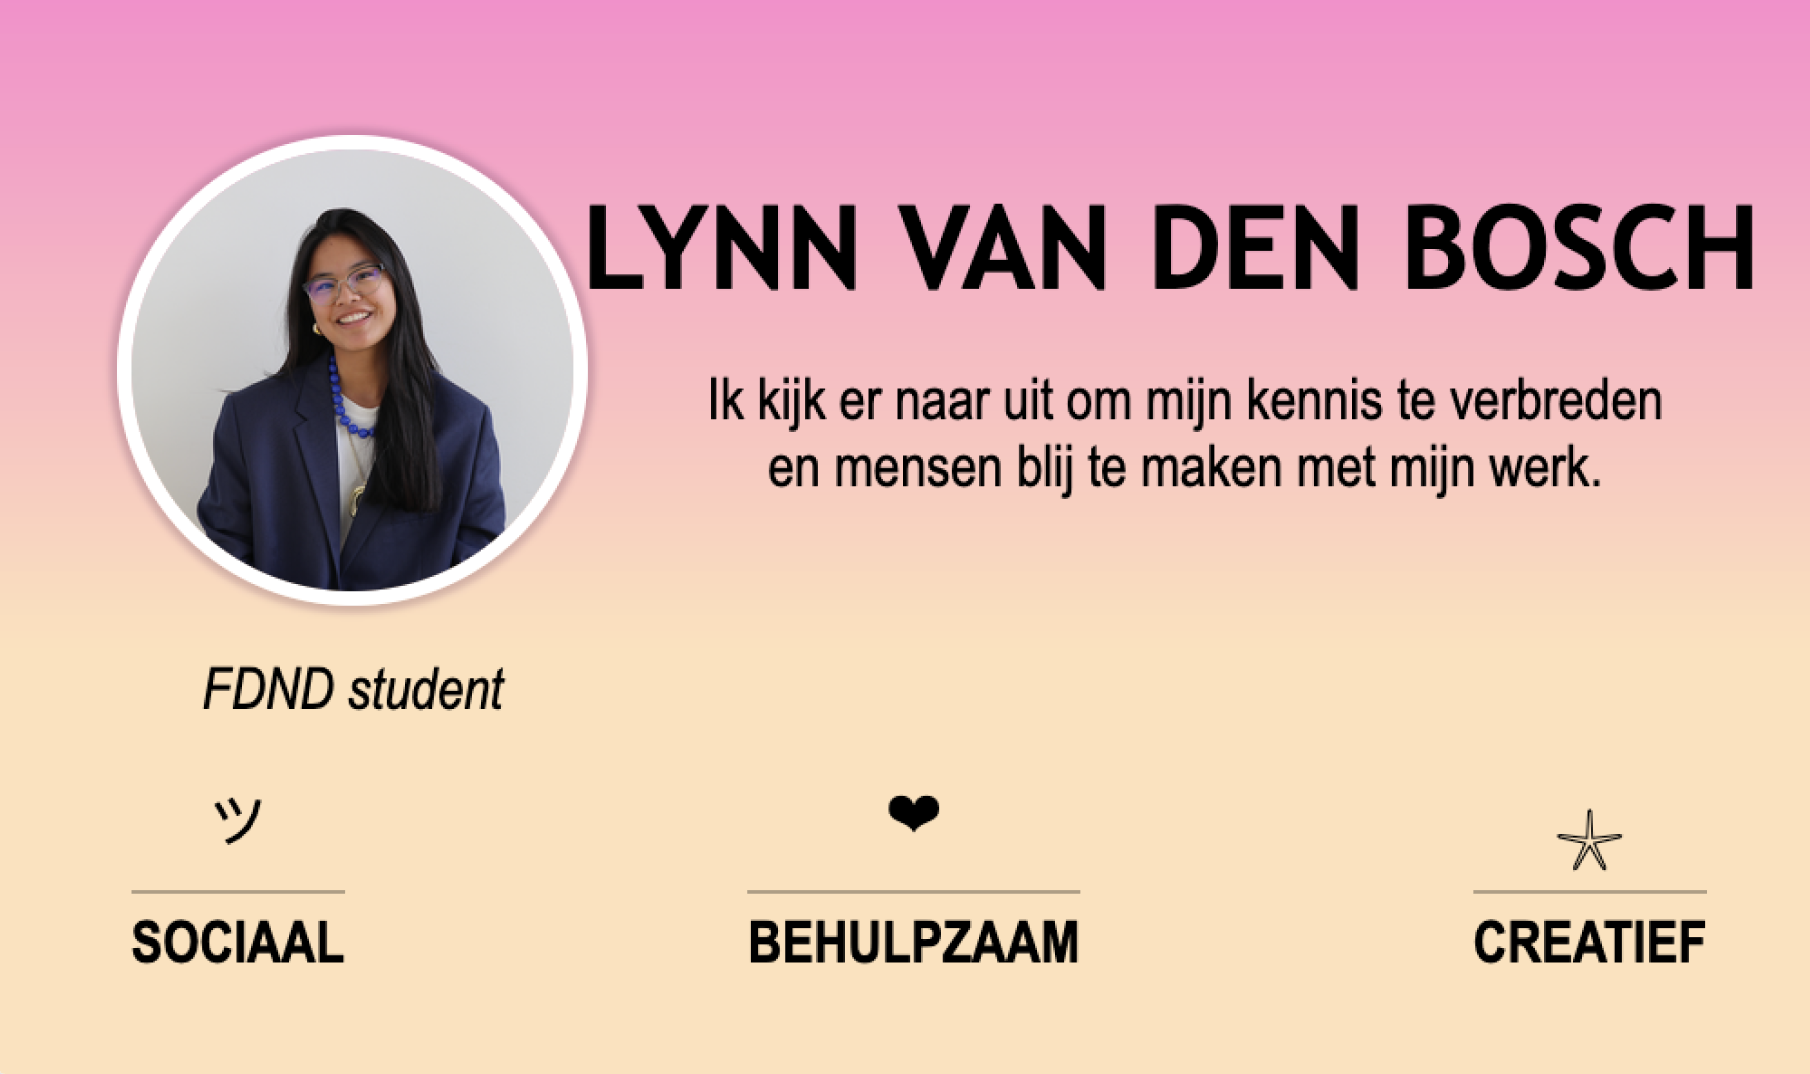 LYNN VAN DEN BOSCH
Ik kijk er naar uit om mijn kennis te verbreden
en mensen blij te maken met mijn werk.
FDND student
ツ
❤
SOCIAAL
BEHULPZAAM
CREATIEF